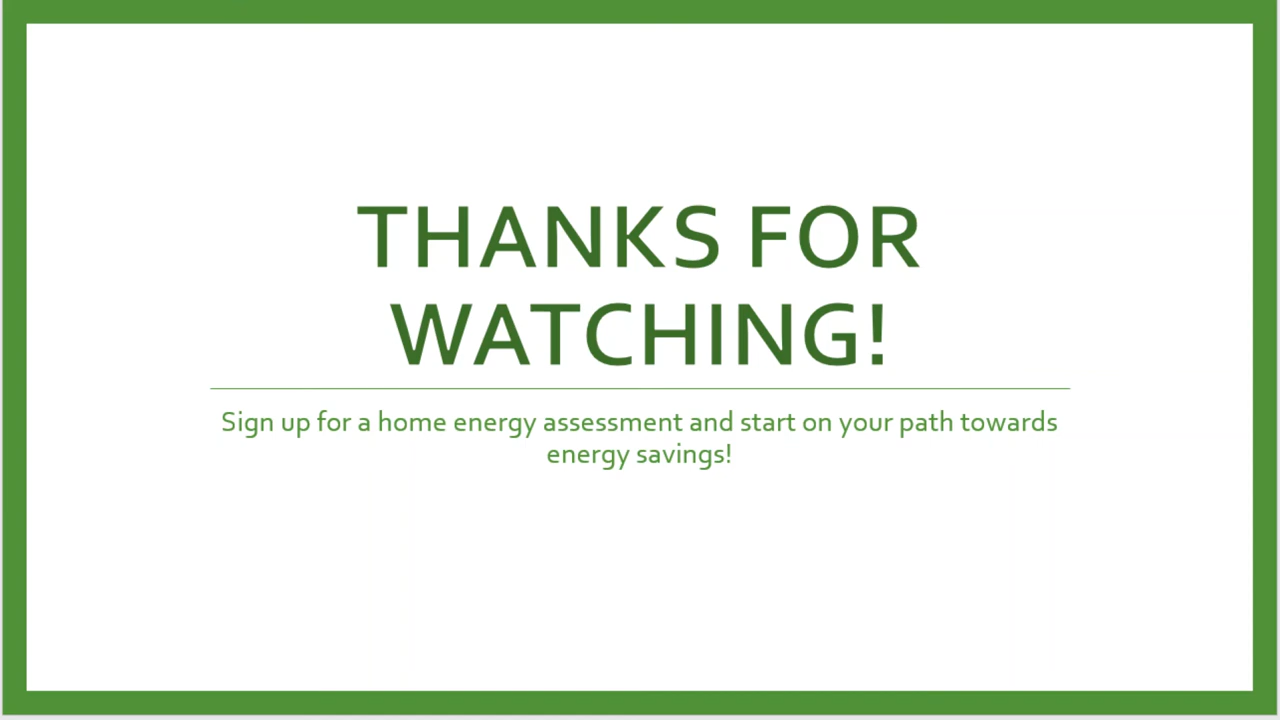 THANKS FOR
WATCHING!
Sign up for a home energy assessment and start on your path towards
energy savings!